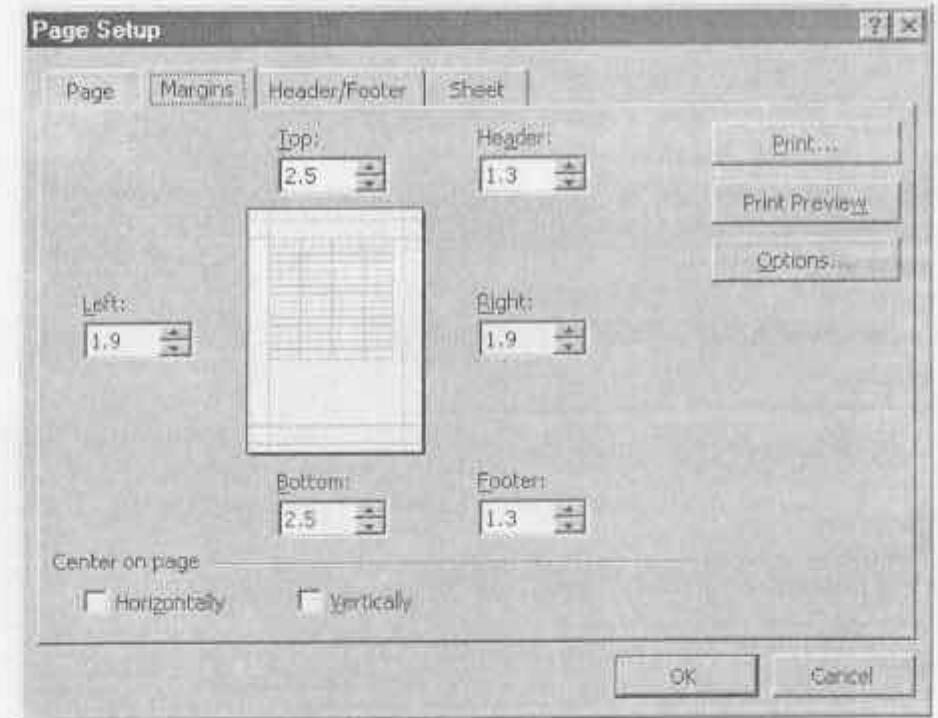 Page Setup
Page Margins Header/Footer Sheet
Top: Header: Print...
2.5 1.3
Print Preview
Options...
Left: Right:
1.9 1.9
Bottom: Footer:
2.5 1.3
Center on page
Horizontally Vertically
OK Cancel